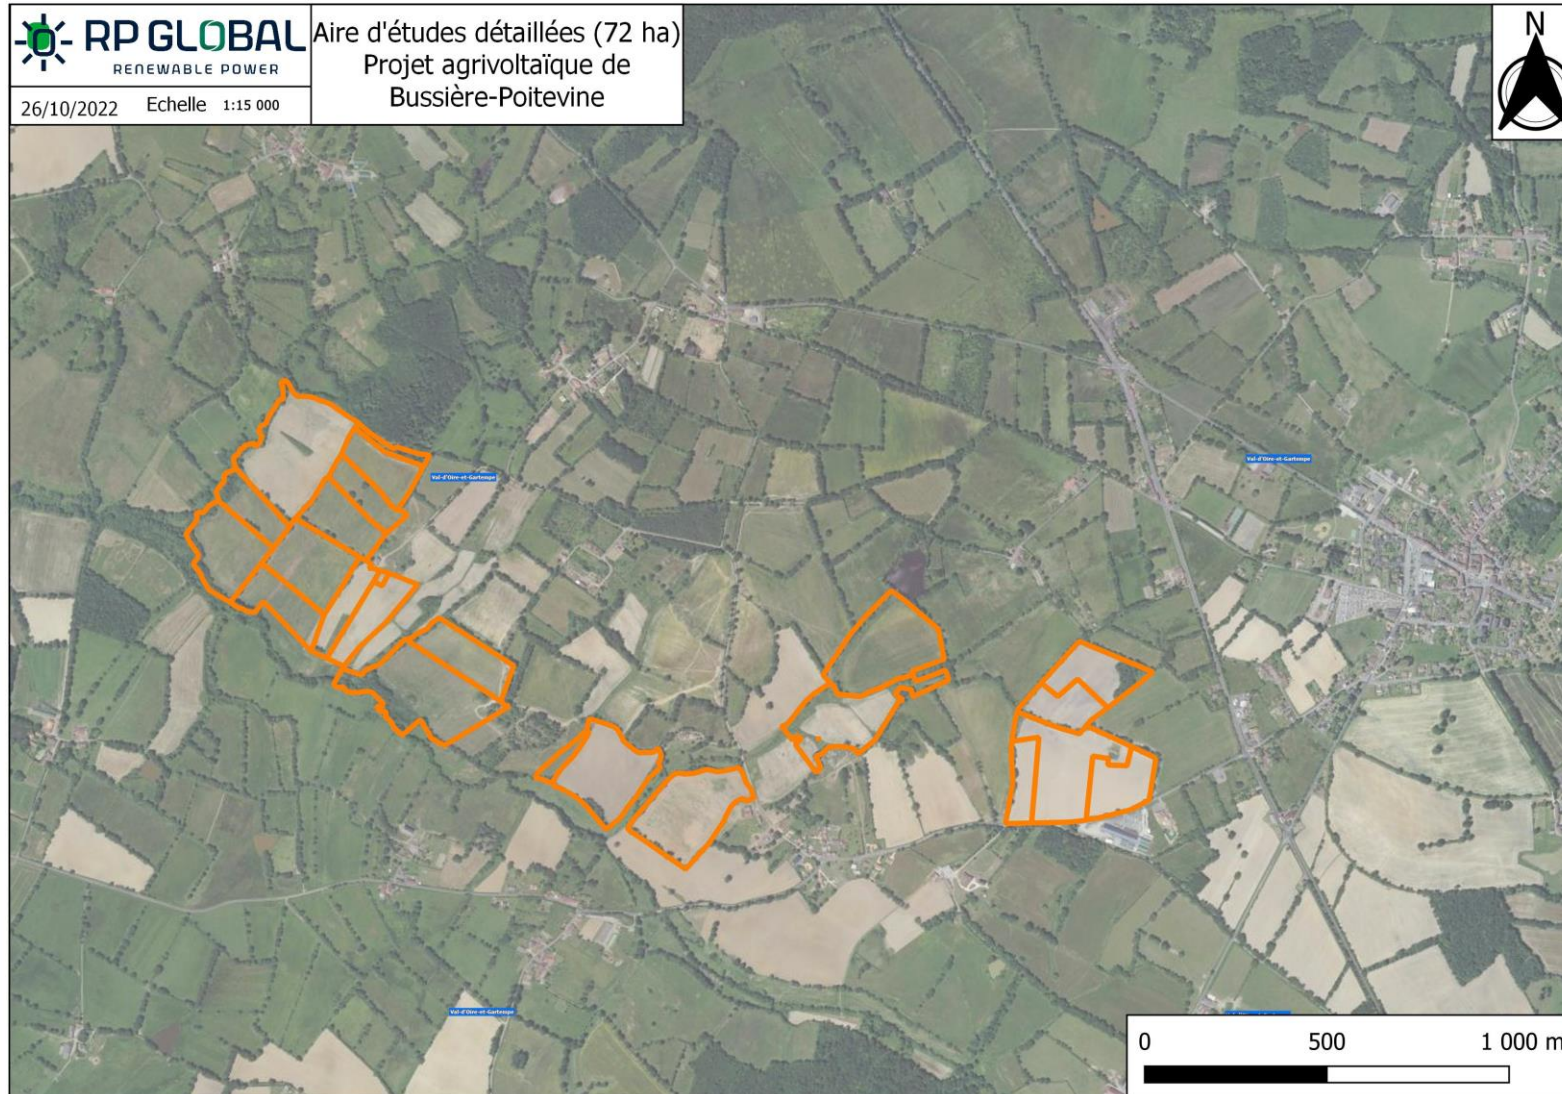 RP GLOBAL
RENEWABLE POWER
26/10/2022 Echelle 1:15 000
Aire d'études détaillées (72 ha)
Projet agrivoltaïque de
Bussière-Poitevine
N
Val-d'Oire-et-Gartempe
Val-d'Oire-et-Gartempe
Val-d'Oire-et-Gartempe
0 500 1 000 m